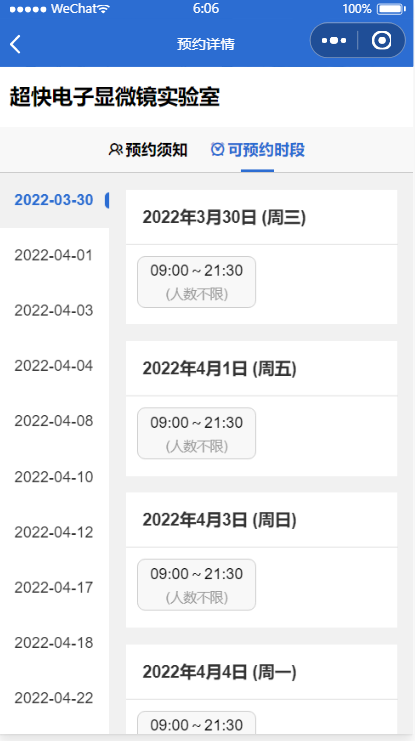 WeChat 6:06 100%
预约详情
超快电子显微镜实验室
预约须知 可预约时段
2022-03-30
2022-04-01
2022-04-03
2022-04-04
2022-04-08
2022-04-10
2022-04-12
2022-04-17
2022-04-18
2022-04-22
2022年3月30日 (周三)
09:00 ~ 21:30
(人数不限)
2022年4月1日 (周五)
09:00 ~ 21:30
(人数不限)
2022年4月3日 (周日)
09:00 ~ 21:30
(人数不限)
2022年4月4日 (周一)
09:00 ~ 21:30